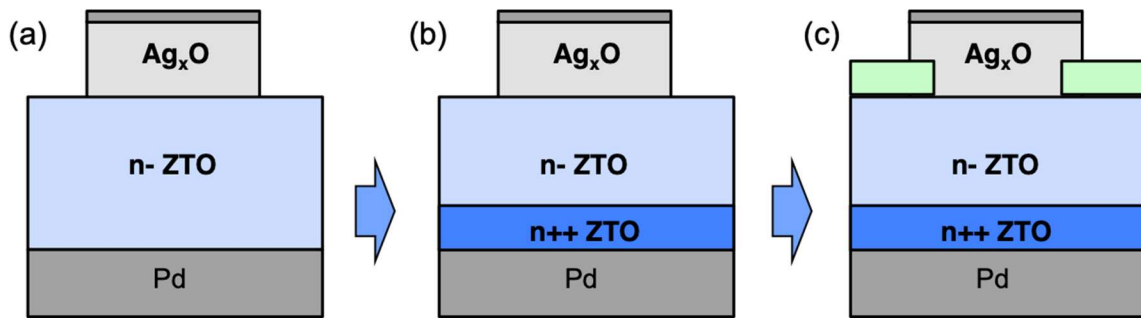 (a)
AgₓO
n- ZTO
Pd
(b)
AgₓO
n- ZTO
n++ ZTO
Pd
(c)
AgₓO
n- ZTO
n++ ZTO
Pd